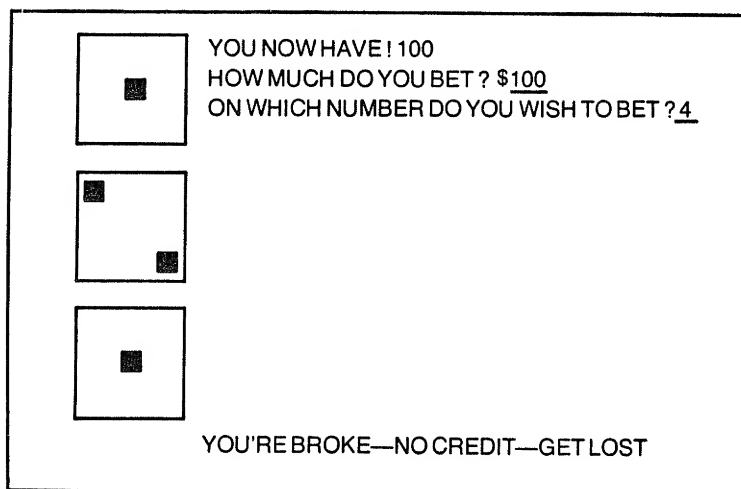 YOU NOW HAVE ! 100
HOW MUCH DO YOU BET ? $100
ON WHICH NUMBER DO YOU WISH TO BET ? 4
YOU'RE BROKE—NO CREDIT—GET LOST